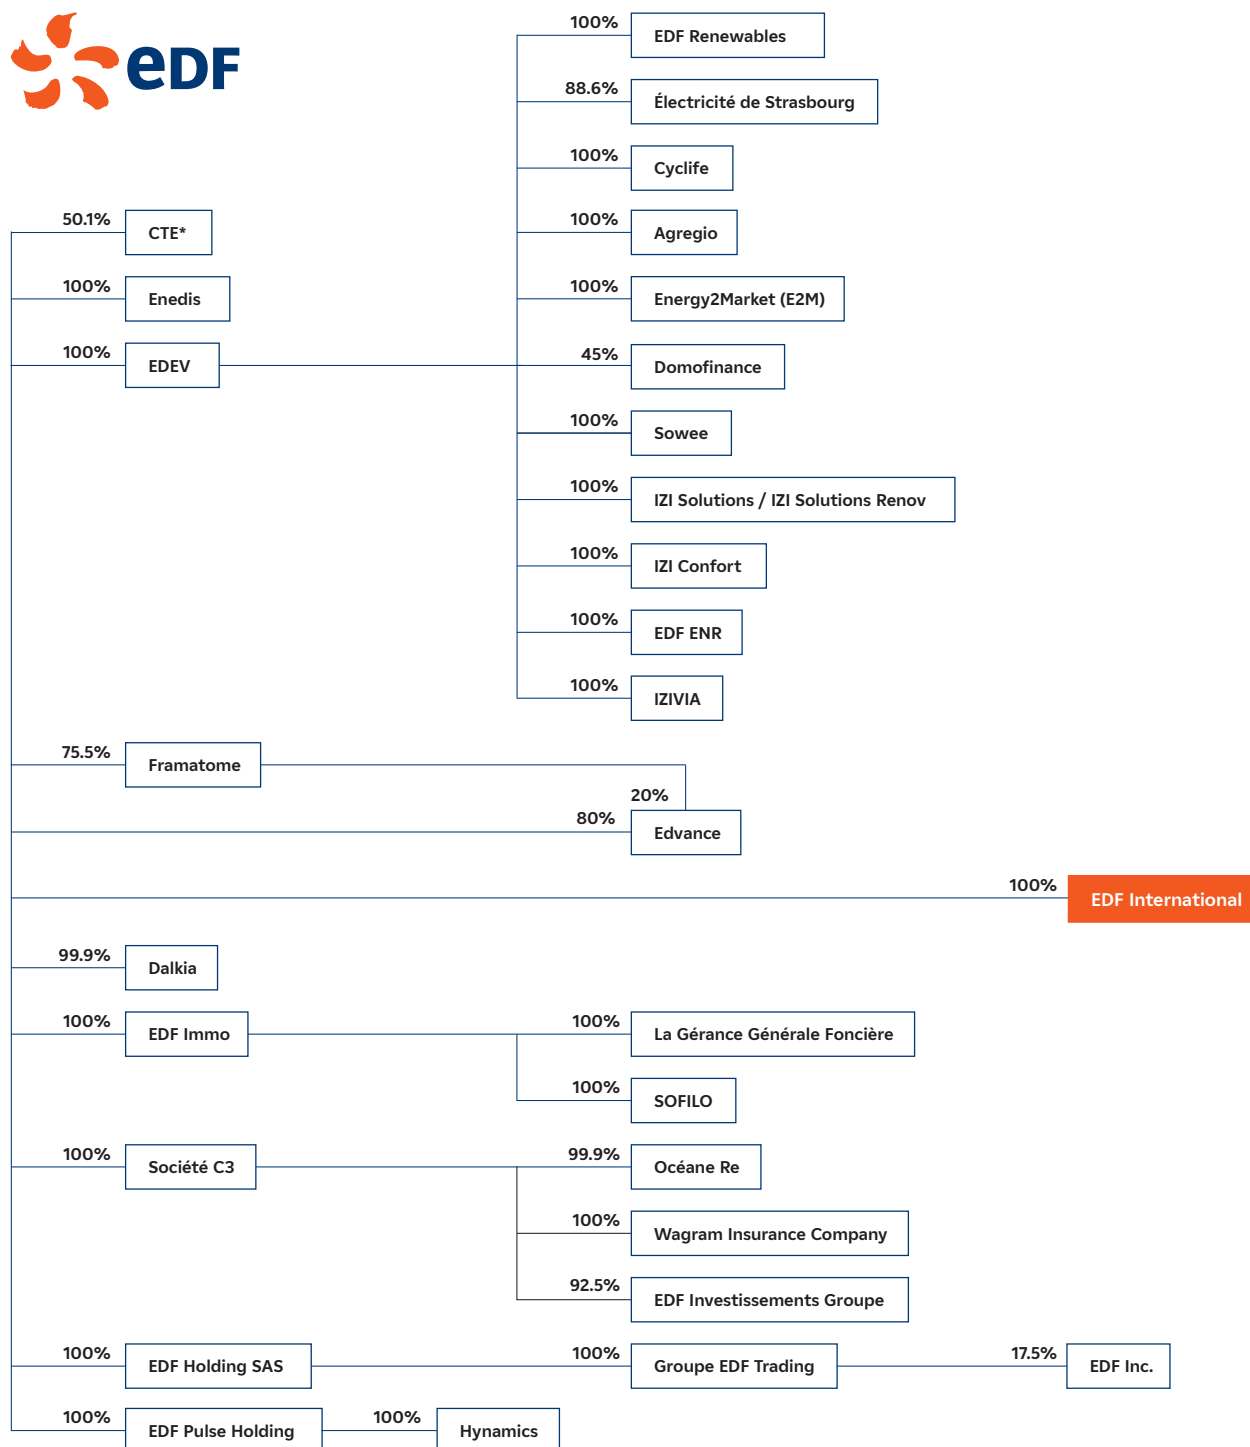 eDF
100%
EDF Renewables
88.6%
Électricité de Strasbourg
100%
Cyclife
50.1%
CTE*
100%
Agregio
100%
Enedis
100%
Energy2Market (E2M)
100%
EDEV
45%
Domofinance
100%
Sowee
100%
IZI Solutions / IZI Solutions Renov
100%
IZI Confort
100%
EDF ENR
100%
IZIVIA
75.5%
Framatome
20%
80%
Edvance
100%
EDF International
99.9%
Dalkia
100%
EDF Immo
100%
La Gérance Générale Foncière
100%
SOFILO
100%
Société C3
99.9%
Océane Re
100%
Wagram Insurance Company
92.5%
EDF Investissements Groupe
100%
EDF Holding SAS
100%
Groupe EDF Trading
17.5%
EDF Inc.
100%
EDF Pulse Holding
100%
Hynamics